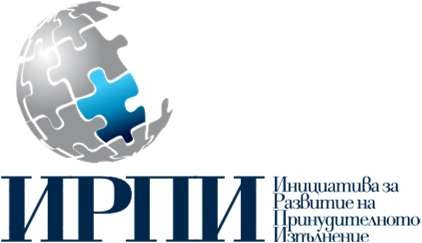 ИРПИ
Инициатива за
Развитие на
Принудителното
Изпълнение